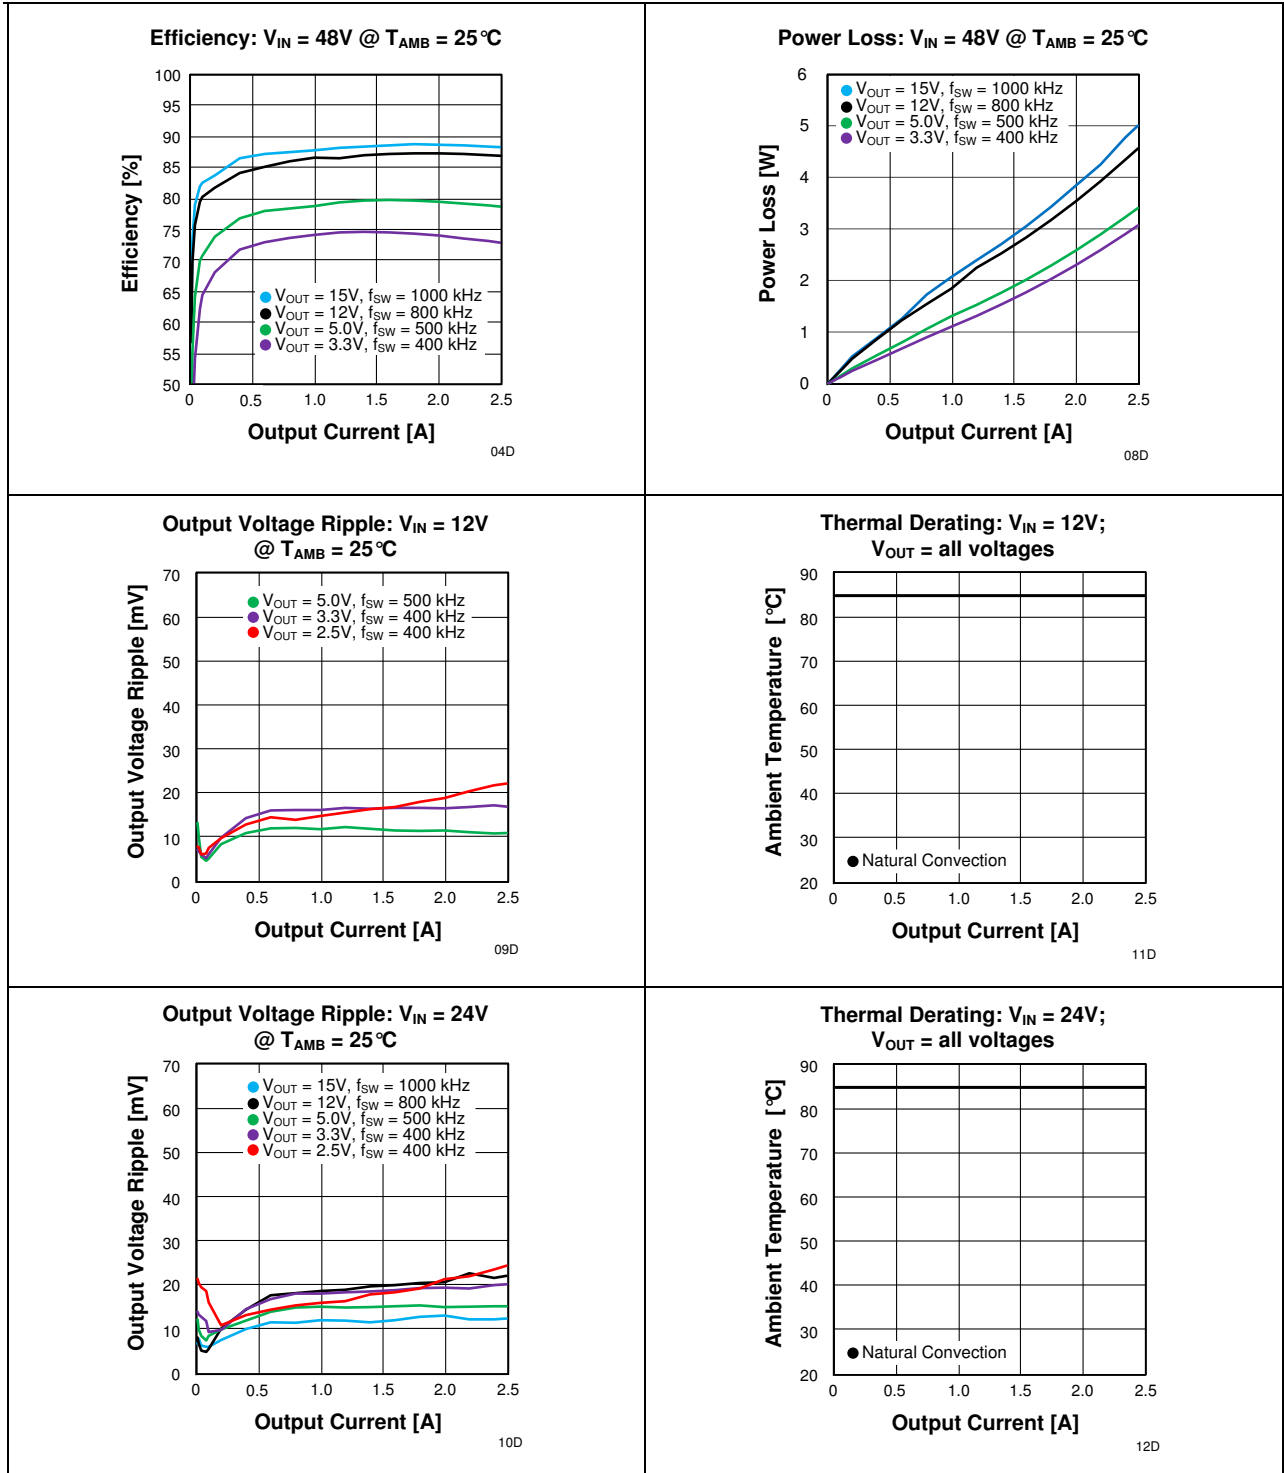 Efficiency: VIN = 48V @ TAMB = 25°C
100
95
90
85
80
75
70
65
60
55
50
Efficiency [%]
VOUT = 15V, fSW = 1000 kHz
VOUT = 12V, fSW = 800 kHz
VOUT = 5.0V, fSW = 500 kHz
VOUT = 3.3V, fSW = 400 kHz
0 0.5 1.0 1.5 2.0 2.5
Output Current [A]
04D
Power Loss: VIN = 48V @ TAMB = 25°C
6
5
4
3
2
1
0
Power Loss [W]
VOUT = 15V, fSW = 1000 kHz
VOUT = 12V, fSW = 800 kHz
VOUT = 5.0V, fSW = 500 kHz
VOUT = 3.3V, fSW = 400 kHz
0 0.5 1.0 1.5 2.0 2.5
Output Current [A]
08D
Output Voltage Ripple: VIN = 12V
@ TAMB = 25°C
70
60
50
40
30
20
10
0
Output Voltage Ripple [mV]
VOUT = 5.0V, fSW = 500 kHz
VOUT = 3.3V, fSW = 400 kHz
VOUT = 2.5V, fSW = 400 kHz
0 0.5 1.0 1.5 2.0 2.5
Output Current [A]
09D
Thermal Derating: VIN = 12V;
VOUT = all voltages
90
80
70
60
50
40
30
20
Ambient Temperature [°C]
Natural Convection
0 0.5 1.0 1.5 2.0 2.5
Output Current [A]
11D
Output Voltage Ripple: VIN = 24V
@ TAMB = 25°C
70
60
50
40
30
20
10
0
Output Voltage Ripple [mV]
VOUT = 15V, fSW = 1000 kHz
VOUT = 12V, fSW = 800 kHz
VOUT = 5.0V, fSW = 500 kHz
VOUT = 3.3V, fSW = 400 kHz
VOUT = 2.5V, fSW = 400 kHz
0 0.5 1.0 1.5 2.0 2.5
Output Current [A]
10D
Thermal Derating: VIN = 24V;
VOUT = all voltages
90
80
70
60
50
40
30
20
Ambient Temperature [°C]
Natural Convection
0 0.5 1.0 1.5 2.0 2.5
Output Current [A]
12D